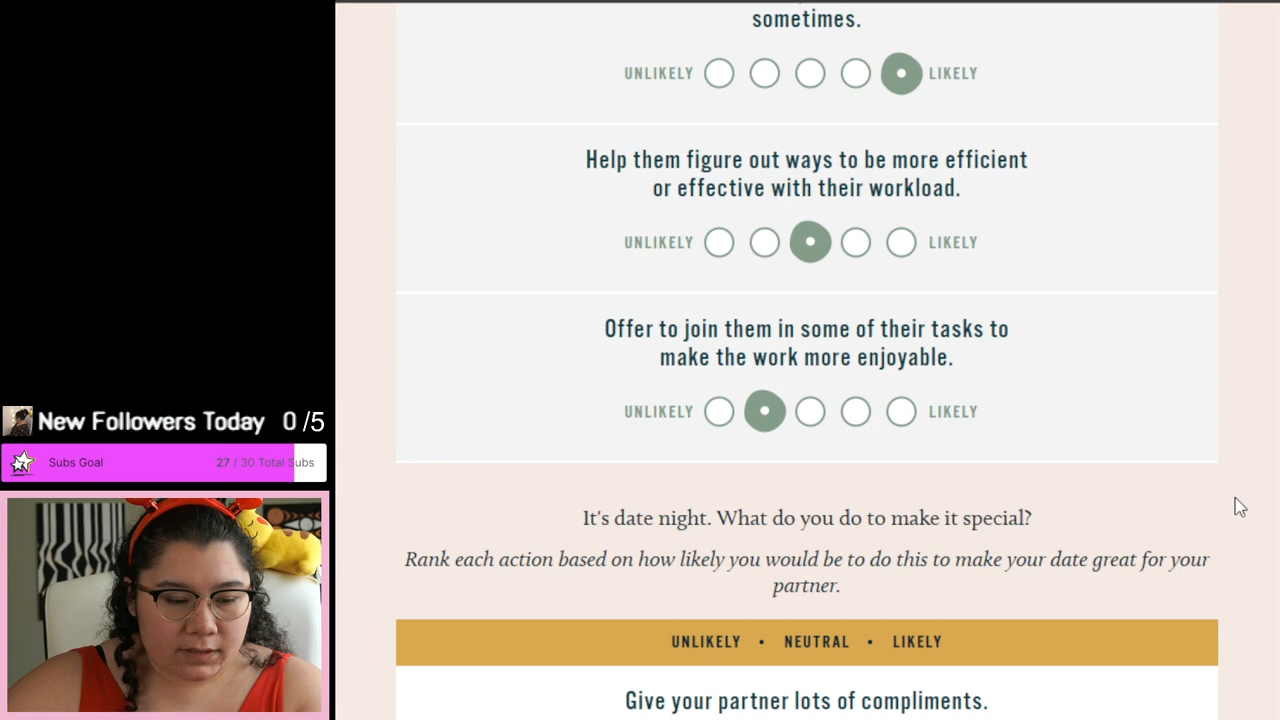 sometimes.
UNLIKELY LIKELY
Help them figure out ways to be more efficient
or effective with their workload.
UNLIKELY LIKELY
Offer to join them in some of their tasks to
make the work more enjoyable.
UNLIKELY LIKELY
New Followers Today 0 /5
Subs Goal 27 / 30 Total Subs
It's date night. What do you do to make it special?
Rank each action based on how likely you would be to do this to make your date great for your
partner.
UNLIKELY • NEUTRAL • LIKELY
Give your partner lots of compliments.